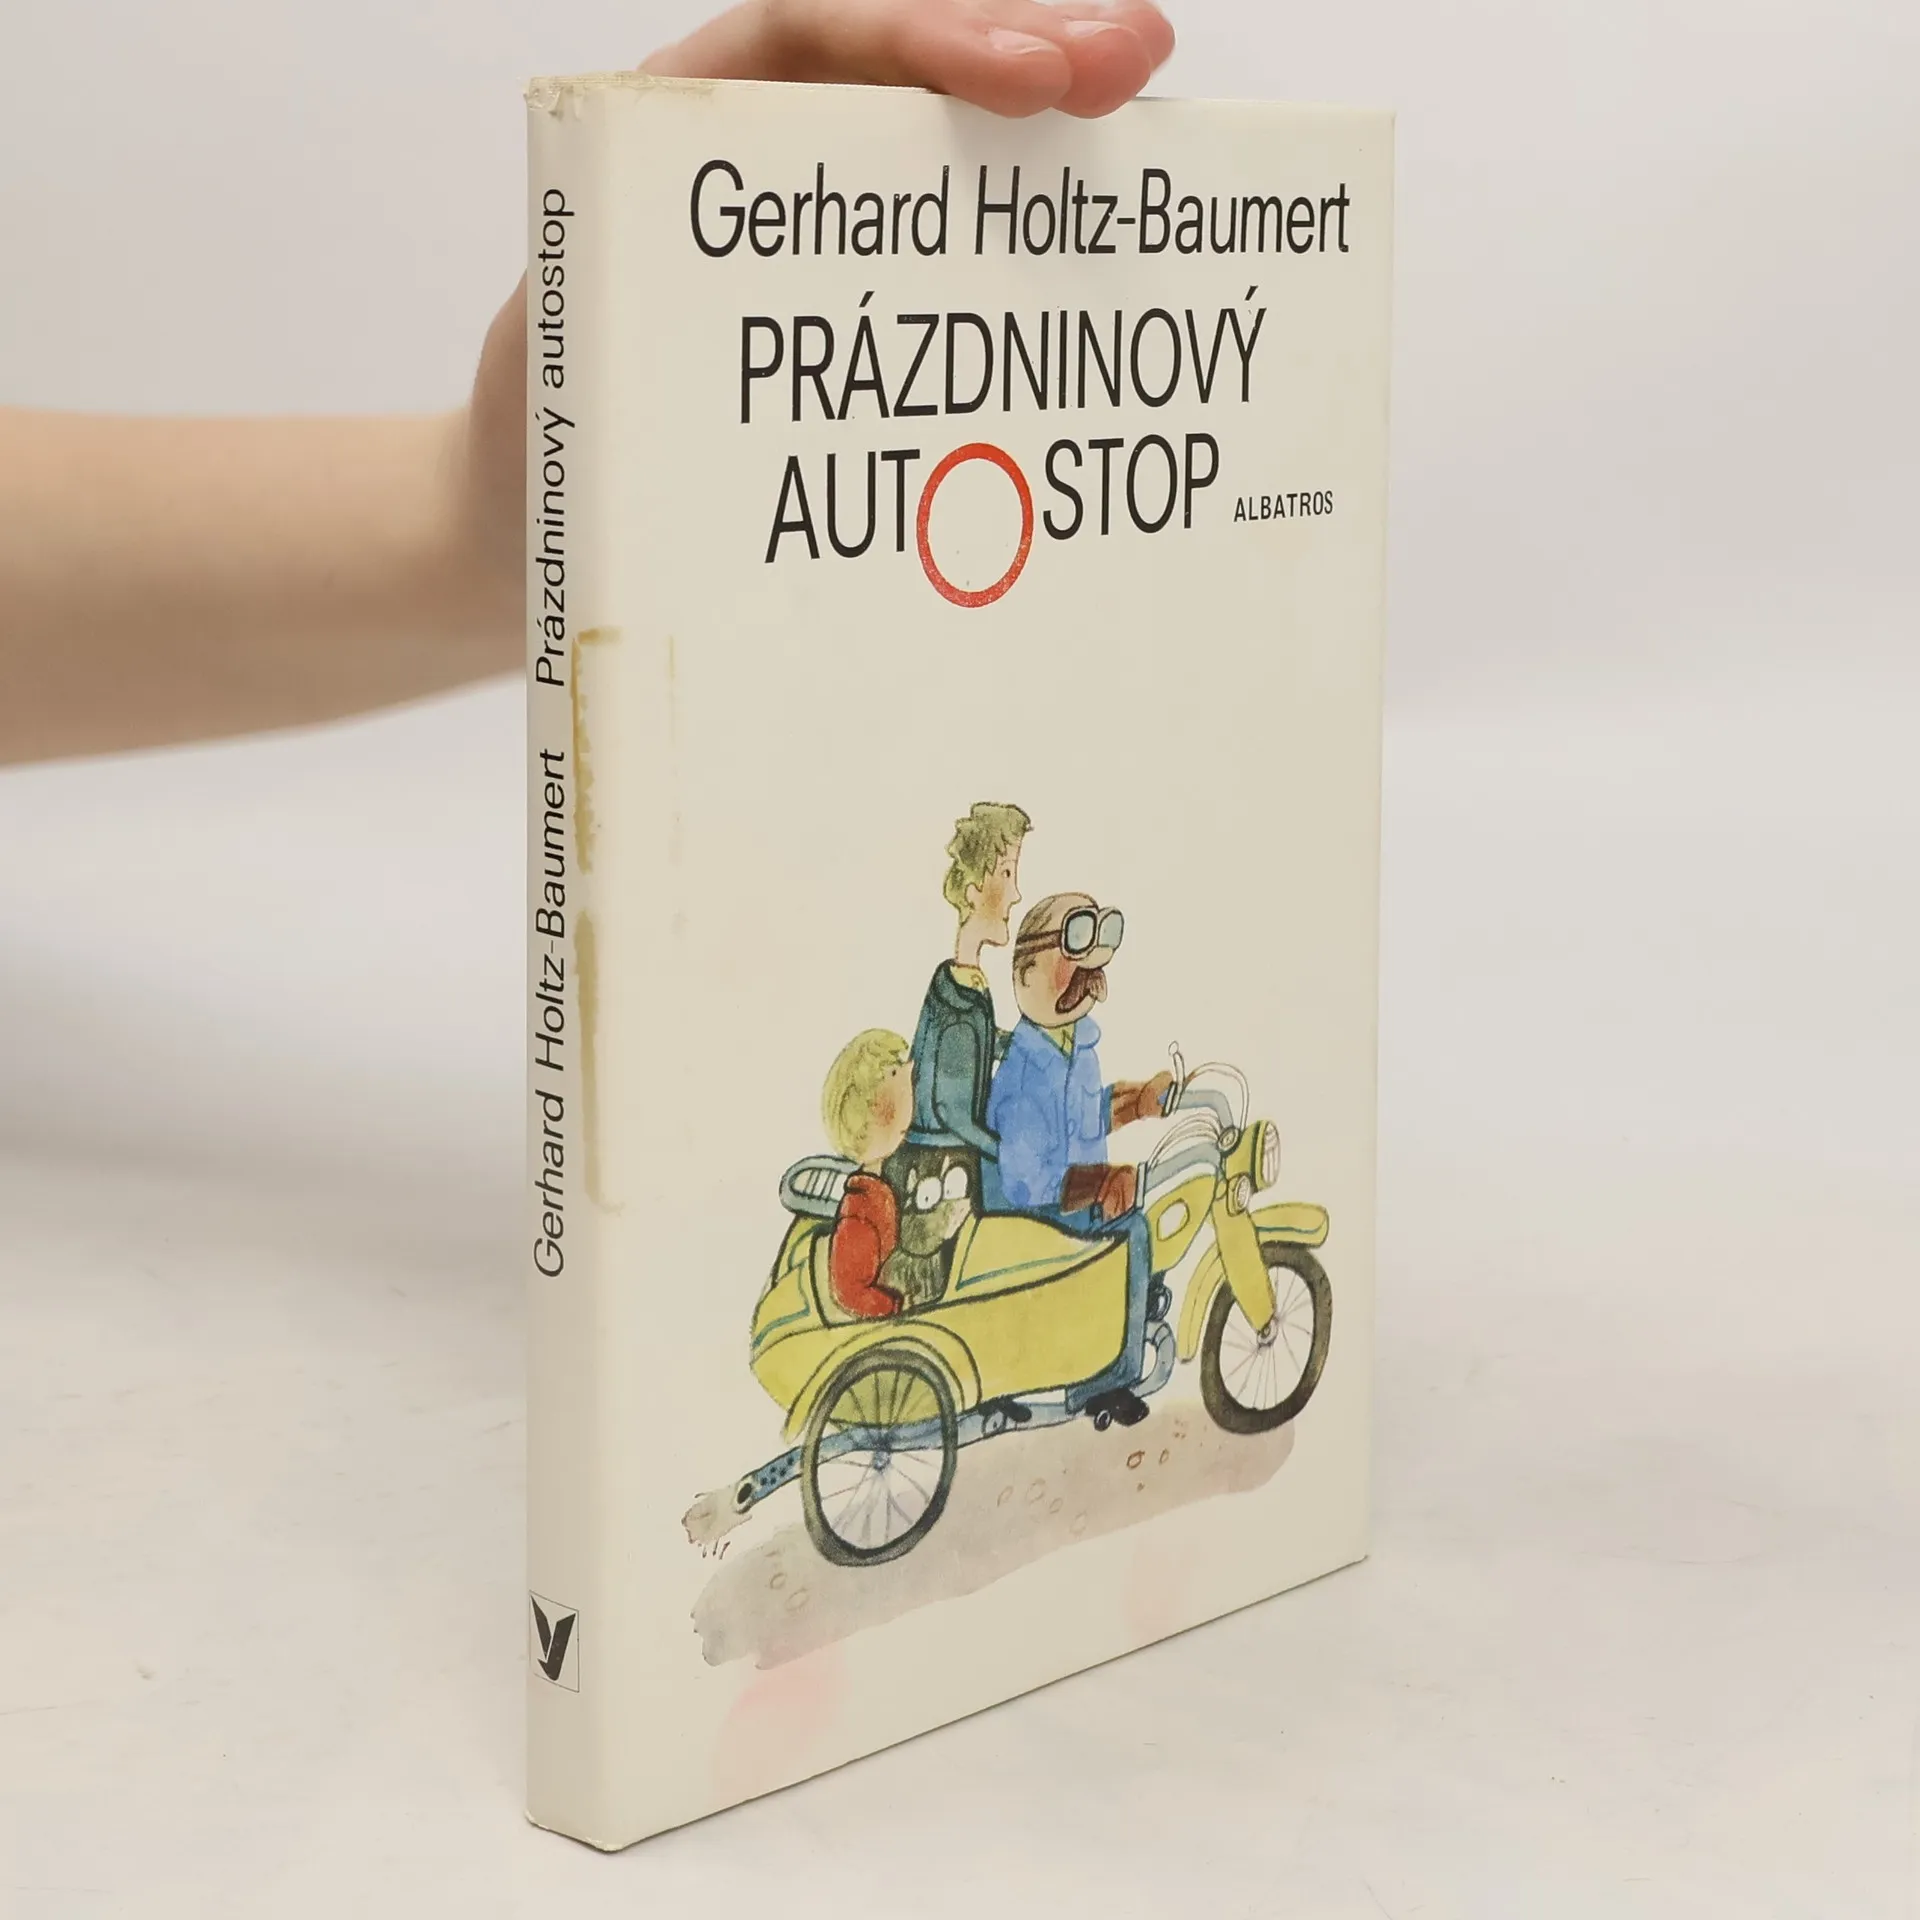 Gerhard Holtz-Baumert
PRÁZDNINOVÝ
AUTOSTOP
ALBATROS
Gerhard Holtz-Baumert Prázdninový autostop